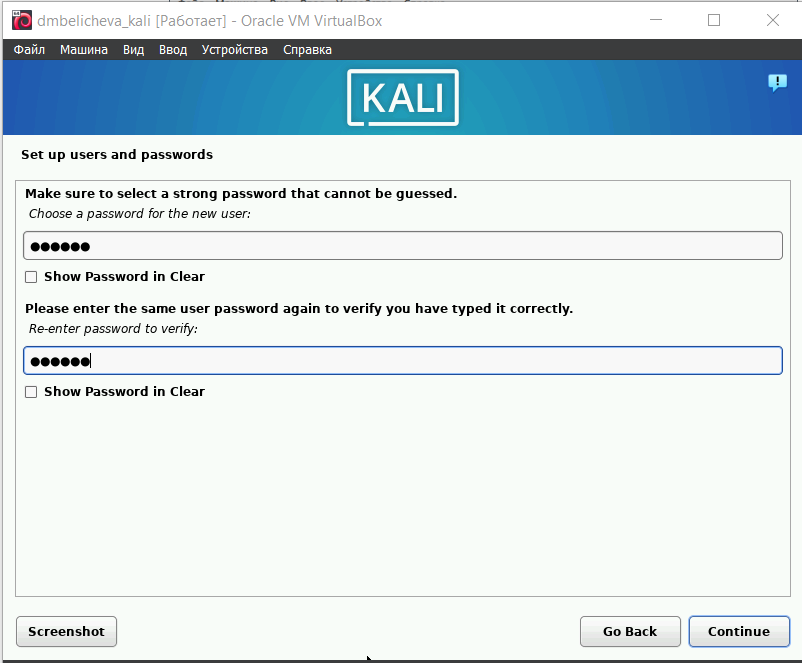 dmbelicheva_kali [Работает] - Oracle VM VirtualBox
Файл Машина Вид Ввод Устройства Справка
KALI
Set up users and passwords
Make sure to select a strong password that cannot be guessed.
Choose a password for the new user:
●●●●●●
Show Password in Clear
Please enter the same user password again to verify you have typed it correctly.
Re-enter password to verify:
●●●●●●
Show Password in Clear
Screenshot Go Back Continue